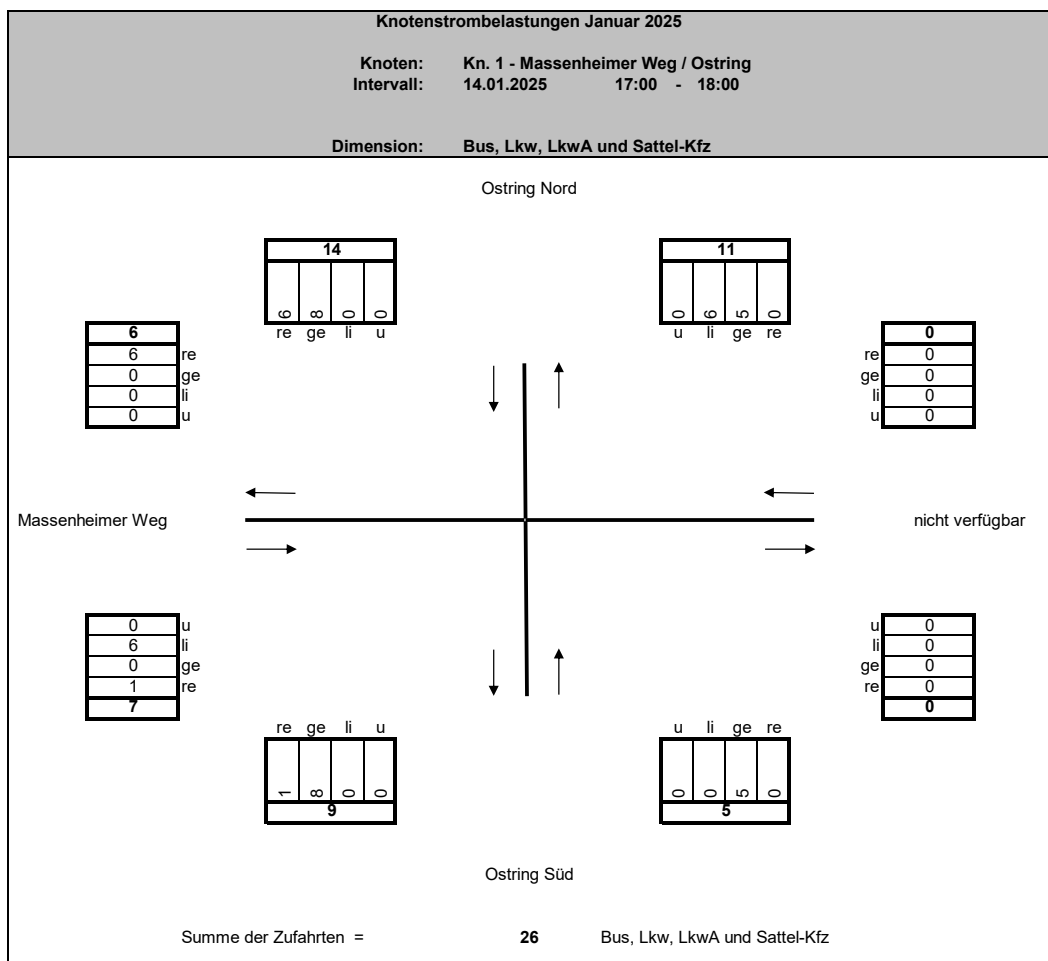 Knotenstrombelastungen Januar 2025
Knoten: Kn. 1 - Massenheimer Weg / Ostring
Intervall: 14.01.2025 17:00 - 18:00
Dimension: Bus, Lkw, LkwA und Sattel-Kfz
Ostring Nord
14 11
6 8 0 0 0 6 5 0
re ge li u u li ge re
6 0
6 re re 0
0 ge ge 0
0 li li 0
0 u u 0
Massenheimer Weg nicht verfügbar
0 u u 0
6 li li 0
0 ge ge 0
1 re re 0
7 0
re ge li u u li ge re
1 8 0 0 0 0 5 0
9 5
Ostring Süd
Summe der Zufahrten = 26 Bus, Lkw, LkwA und Sattel-Kfz